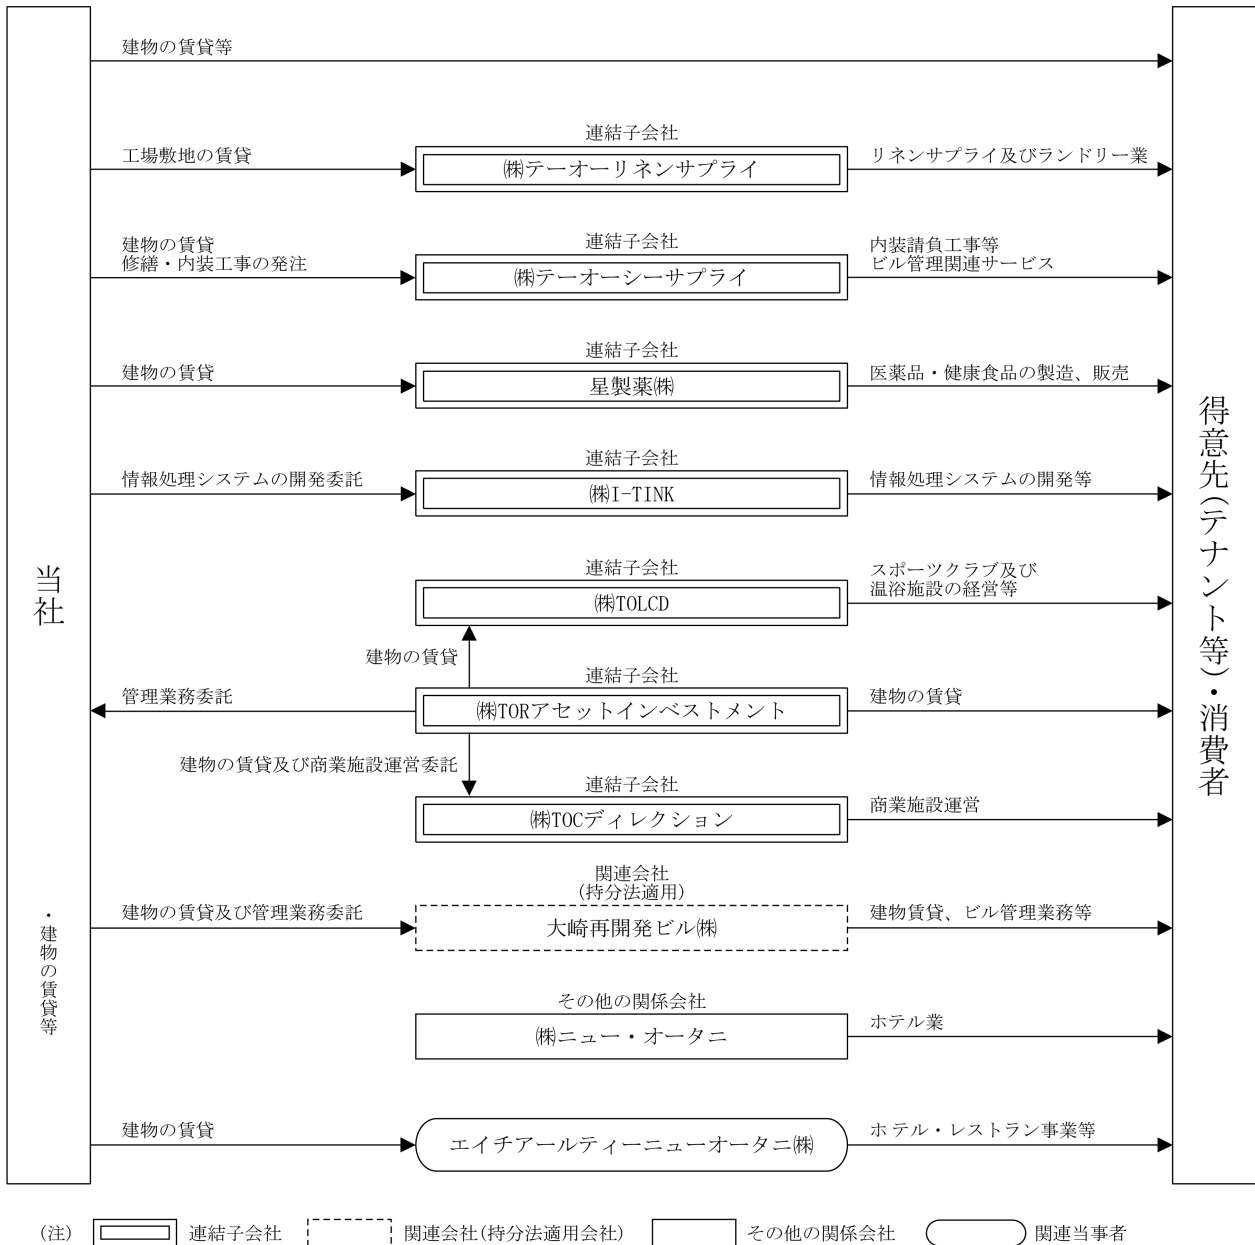 建物の賃貸等
連結子会社
工場敷地の賃貸
㈱テーオーリネンサプライ
リネンサプライ及びランドリー業
建物の賃貸
修繕・内装工事の発注
連結子会社
㈱テーオーシーサプライ
内装請負工事等
ビル管理関連サービス
連結子会社
建物の賃貸
星製薬㈱
医薬品・健康食品の製造、販売
連結子会社
情報処理システムの開発委託
㈱I-TINK
情報処理システムの開発等
連結子会社
㈱TOLCD
スポーツクラブ及び
温浴施設の経営等
当社
得意先(テナント等)・消費者
建物の賃貸
連結子会社
管理業務委託
㈱TORアセットインベストメント
建物の賃貸
建物の賃貸及び商業施設運営委託
連結子会社
㈱TOCディレクション
商業施設運営
関連会社
(持分法適用)
・建物の賃貸等
建物の賃貸及び管理業務委託
大崎再開発ビル㈱
建物賃貸、ビル管理業務等
その他の関係会社
㈱ニュー・オータニ
ホテル業
建物の賃貸
エイチアールティーニューオータニ㈱
ホテル・レストラン事業等
(注)
連結子会社
関連会社(持分法適用会社)
その他の関係会社
関連当事者